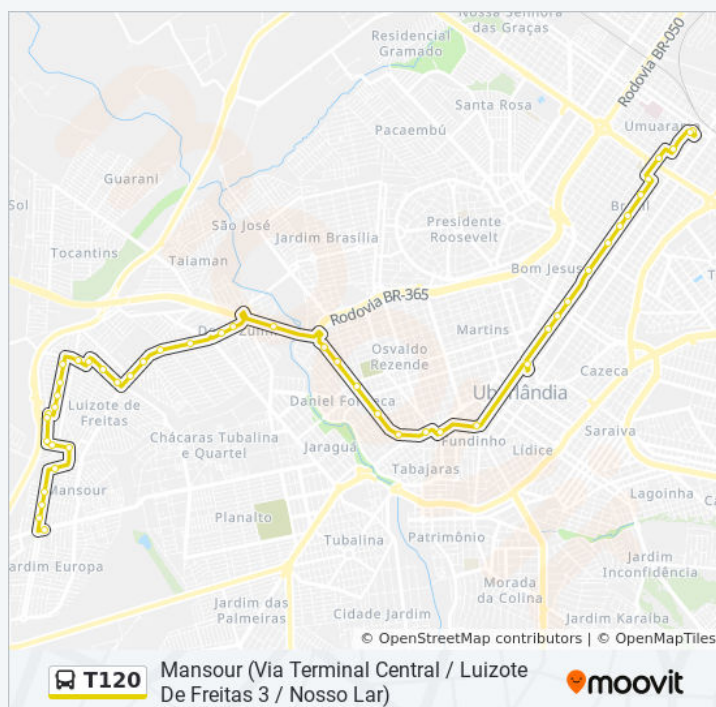 Nossa Senhora
das Graças
Residencial
Gramado
Rodovia BR-050
Santa Rosa
Umuarama
Pacaembú
Guarani
Sol
Presidente
Roosevelt
São José
Jardim Brasília
Tocantins
Taiaman
Bom Jesus
Rodovia BR-365
Martins
Osvaldo
Rezende
Cazeca
Uberlândia
Daniel Fonseca
Luizote de
Freitas
Saraiva
Chácaras Tubalina
e Quartel
Fundinho
Lídice
Jaraguá
Tabajaras
Mansour
Lagoinha
Planalto
Patrimônio
Tubalina
Jardim
Inconfidência
Jardim Europa
Morada
da Colina
Jardim das
Palmeiras
Cidade Jardim
Jardim Karaíba
© OpenStreetMap contributors | © OpenMapTiles
T120
Mansour (Via Terminal Central / Luizote
De Freitas 3 / Nosso Lar)
moovit